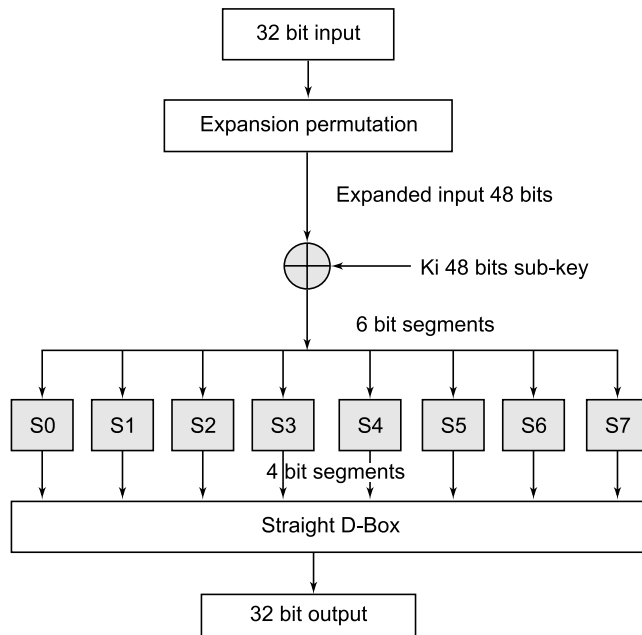 32 bit input
Expansion permutation
Expanded input 48 bits
Ki 48 bits sub-key
6 bit segments
S0 S1 S2 S3 S4 S5 S6 S7
4 bit segments
Straight D-Box
32 bit output